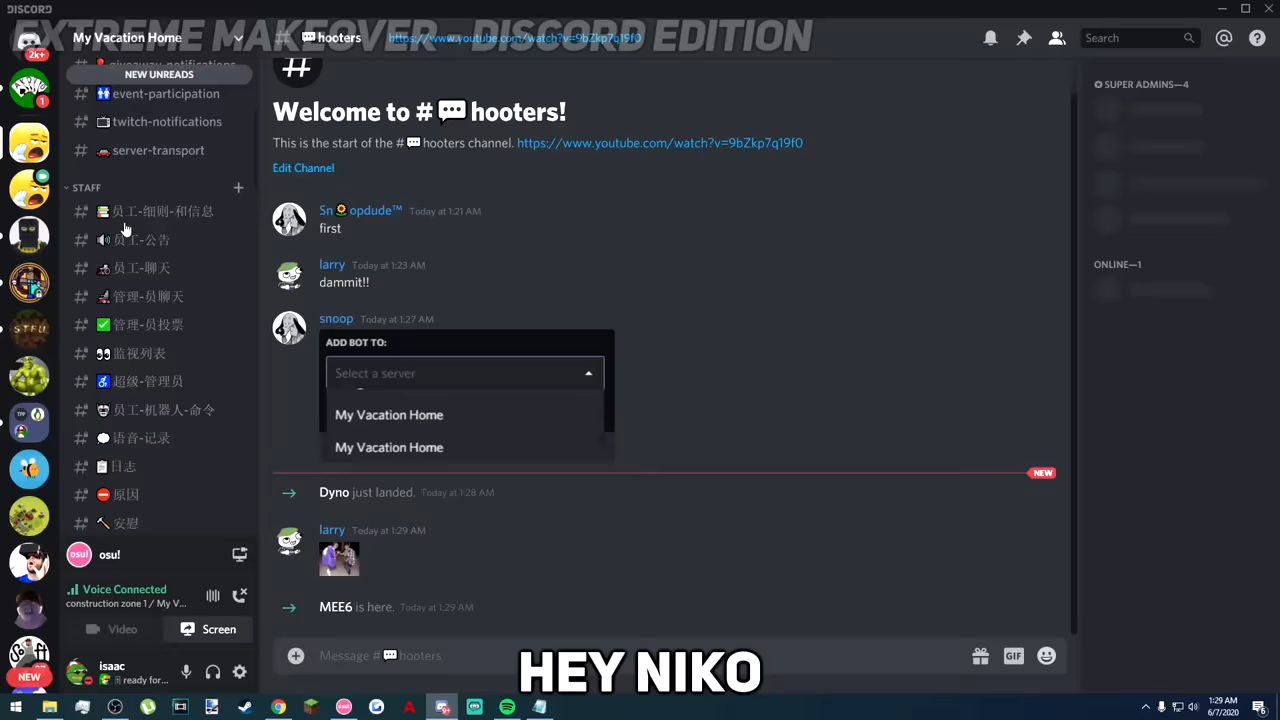 DISCORD
EXTREME MAKEOVER - DISCORD EDITION
My Vacation Home
hooters
https://www.youtube.com/watch?v=9bZkp7q19f0
Search
2k+
giveaway-notifications
NEW UNREADS
event-participation
twitch-notifications
server-transport
STAFF
员工-细则-和信息
员工-公告
员工-聊天
管理-员聊天
管理-员投票
监视列表
超级-管理员
员工-机器人-命令
语音-记录
日志
原因
安慰
osu!
osu!
Voice Connected
construction zone 1 / My V...
Video
Screen
isaac
ready for...
1
TPP
NEW
Welcome to # 💬 hooters!
This is the start of the # 💬 hooters channel. https://www.youtube.com/watch?v=9bZkp7q19f0
Edit Channel
Sn🌻opdude™ Today at 1:21 AM
first
larry Today at 1:23 AM
dammit!!
snoop Today at 1:27 AM
ADD BOT TO:
Select a server
My Vacation Home
My Vacation Home
NEW
Dyno just landed. Today at 1:28 AM
larry Today at 1:29 AM
MEE6 is here. Today at 1:29 AM
Message # 💬 hooters
GIF
SUPER ADMINS—4
ONLINE—1
HEY NIKO
1:29 AM
6/7/2020